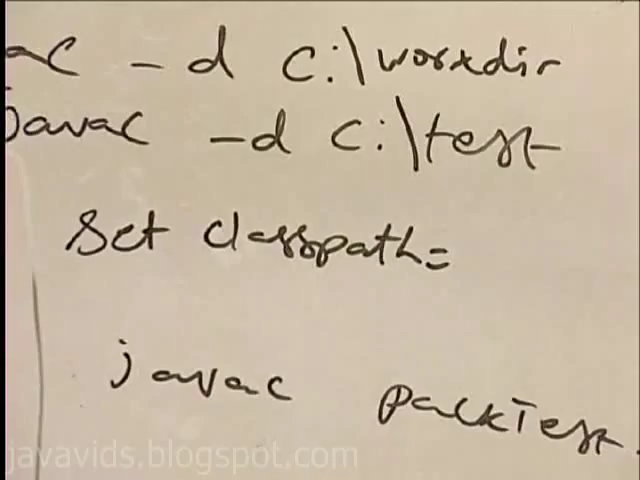 ac -d c:\workdir
javac -d c:\test
set classpath=
javac packTest.
javavids.blogspot.com